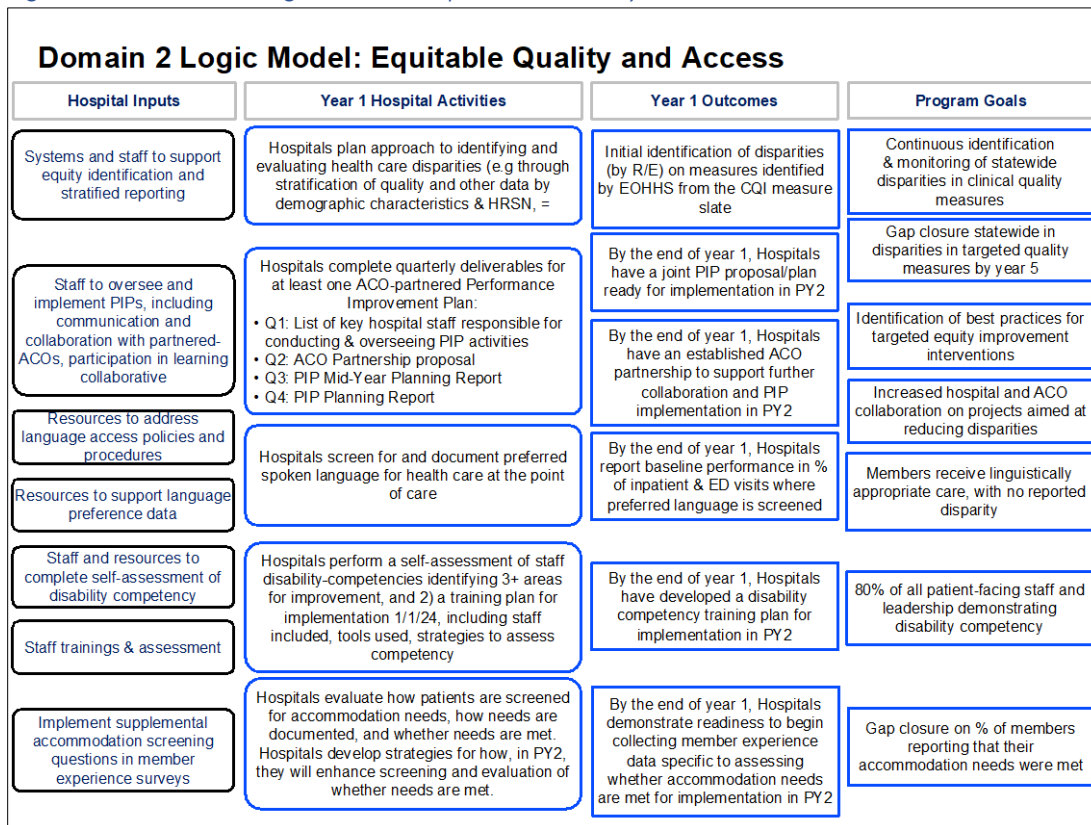 Domain 2 Logic Model: Equitable Quality and Access
Hospital Inputs
Year 1 Hospital Activities
Year 1 Outcomes
Program Goals
Systems and staff to support
equity identification and
stratified reporting
Hospitals plan approach to identifying and
evaluating health care disparities (e.g through
stratification of quality and other data by
demographic characteristics & HRSN, =
Initial identification of disparities
(by R/E) on measures identified
by EOHHS from the CQI measure
slate
Continuous identification
& monitoring of statewide
disparities in clinical quality
measures
Gap closure statewide in
disparities in targeted quality
measures by year 5
Staff to oversee and
implement PIPs, including
communication and
collaboration with partnered-
ACOs, participation in learning
collaborative
Hospitals complete quarterly deliverables for
at least one ACO-partnered Performance
Improvement Plan:
• Q1: List of key hospital staff responsible for
conducting & overseeing PIP activities
• Q2: ACO Partnership proposal
• Q3: PIP Mid-Year Planning Report
• Q4: PIP Planning Report
By the end of year 1, Hospitals
have a joint PIP proposal/plan
ready for implementation in PY2
By the end of year 1, Hospitals
have an established ACO
partnership to support further
collaboration and PIP
implementation in PY2
Identification of best practices for
targeted equity improvement
interventions
Increased hospital and ACO
collaboration on projects aimed at
reducing disparities
Resources to address
language access policies and
procedures
Resources to support language
preference data
Hospitals screen for and document preferred
spoken language for health care at the point
of care
By the end of year 1, Hospitals
report baseline performance in %
of inpatient & ED visits where
preferred language is screened
Members receive linguistically
appropriate care, with no reported
disparity
Staff and resources to
complete self-assessment of
disability competency
Staff trainings & assessment
Hospitals perform a self-assessment of staff
disability-competencies identifying 3+ areas
for improvement, and 2) a training plan for
implementation 1/1/24, including staff
included, tools used, strategies to assess
competency
By the end of year 1, Hospitals
have developed a disability
competency training plan for
implementation in PY2
80% of all patient-facing staff and
leadership demonstrating
disability competency
Implement supplemental
accommodation screening
questions in member
experience surveys
Hospitals evaluate how patients are screened
for accommodation needs, how needs are
documented, and whether needs are met.
Hospitals develop strategies for how, in PY2,
they will enhance screening and evaluation of
whether needs are met.
By the end of year 1, Hospitals
demonstrate readiness to begin
collecting member experience
data specific to assessing
whether accommodation needs
are met for implementation in PY2
Gap closure on % of members
reporting that their
accommodation needs were met